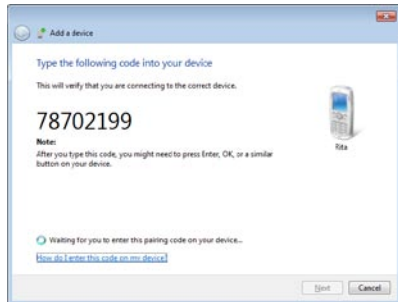 Add a device
Type the following code into your device
This will verify that you are connecting to the correct device.
78702199
Rita
Note:
After you type this code, you might need to press Enter, OK, or a similar
button on your device.
Waiting for you to enter this pairing code on your device...
How do I enter this code on my device?
Next Cancel